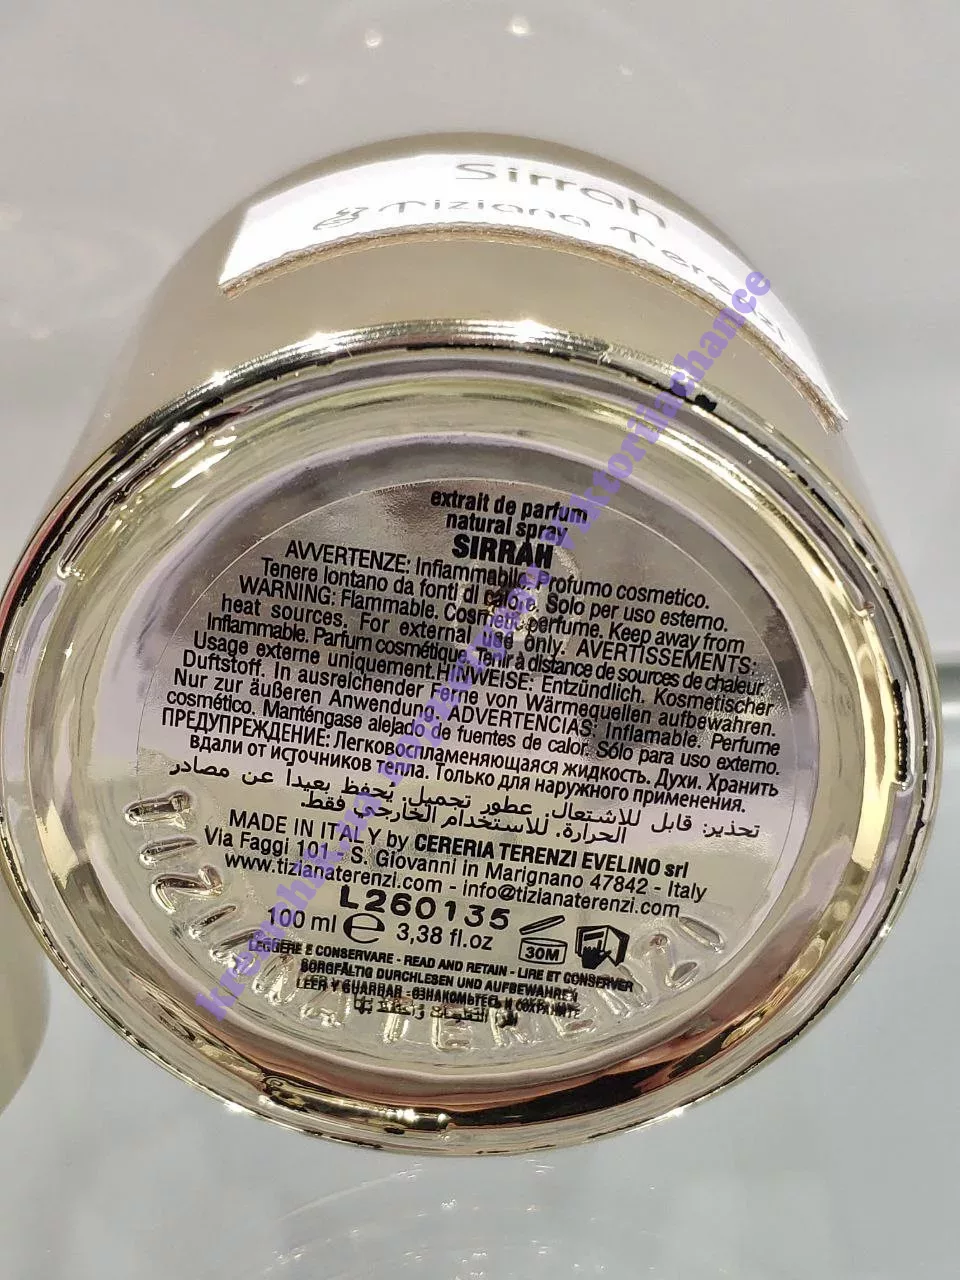 Sirrah
Tiziana Terenzi
extrait de parfum
natural spray
SIRRAH
AVVERTENZE: Infiammabile. Profumo cosmetico.
Tenere lontano da fonti di calore. Solo per uso esterno.
WARNING: Flammable. Cosmetic perfume. Keep away from
heat sources. For external use only. AVERTISSEMENTS:
Inflammable. Parfum cosmétique. Tenir à distance de sources de chaleur.
Usage externe uniquement.HINWEISE: Entzündlich. Kosmetischer
Duftstoff. In ausreichender Ferne von Wärmequellen aufbewahren.
Nur zur äußeren Anwendung. ADVERTENCIAS: Inflamable. Perfume
cosmético. Manténgase alejado de fuentes de calor. Sólo para uso externo.
ПРЕДУПРЕЖДЕНИЕ: Легковоспламеняющаяся жидкость. Духи. Хранить
вдали от источников тепла. Только для наружного применения.
تحذير: قابل للاشتعال. عطور تجميل. يحفظ بعيدا عن مصادر
الحرارة. للاستخدام الخارجي فقط.
MADE IN ITALY by CERERIA TERENZI EVELINO srl
Via Faggi 101 - S. Giovanni in Marignano 47842 - Italy
www.tizianaterenzi.com - info@tizianaterenzi.com
L260135
100 ml e 3,38 fl.oz
30M
LEGGERE E CONSERVARE - READ AND RETAIN - LIRE ET CONSERVER
SORGFÄLTIG DURCHLESEN UND AUFBEWAHREN
LEER Y GUARDAR - ОЗНАКОМЬТЕСЬ И СОХРАНИТЕ
TIZIANA TERENZI